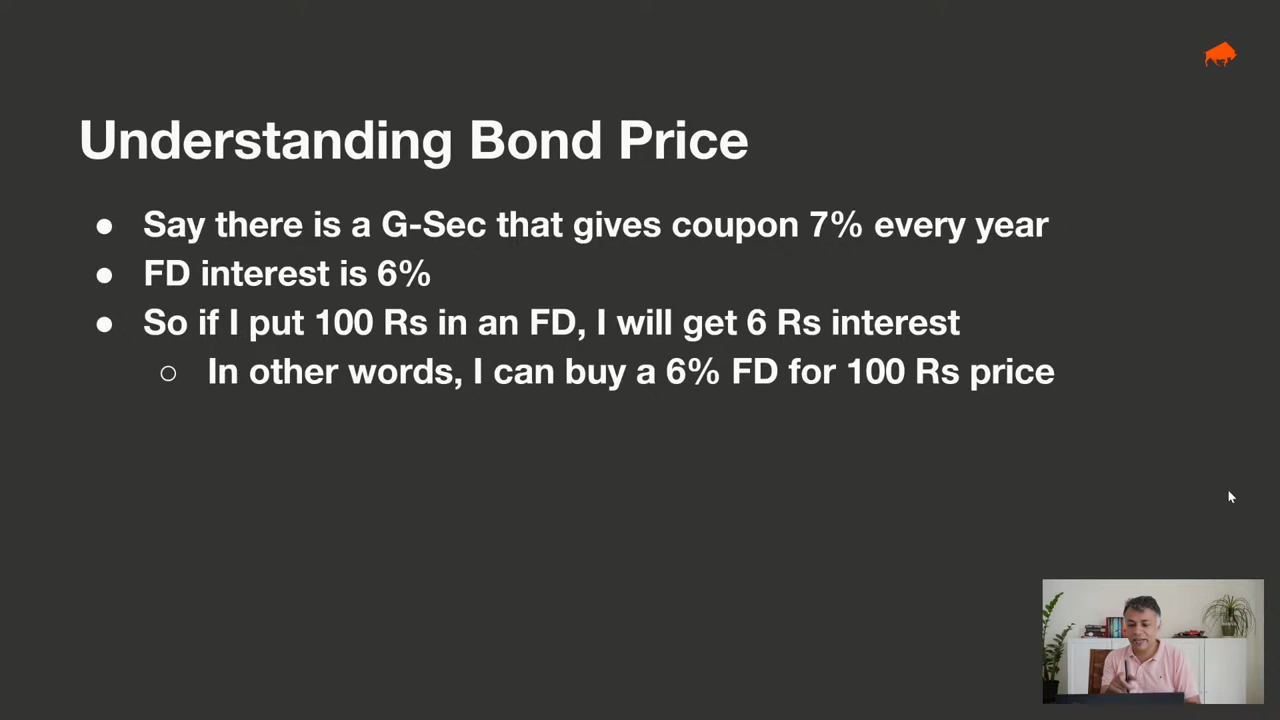 Understanding Bond Price
● Say there is a G-Sec that gives coupon 7% every year
● FD interest is 6%
● So if I put 100 Rs in an FD, I will get 6 Rs interest
○ In other words, I can buy a 6% FD for 100 Rs price